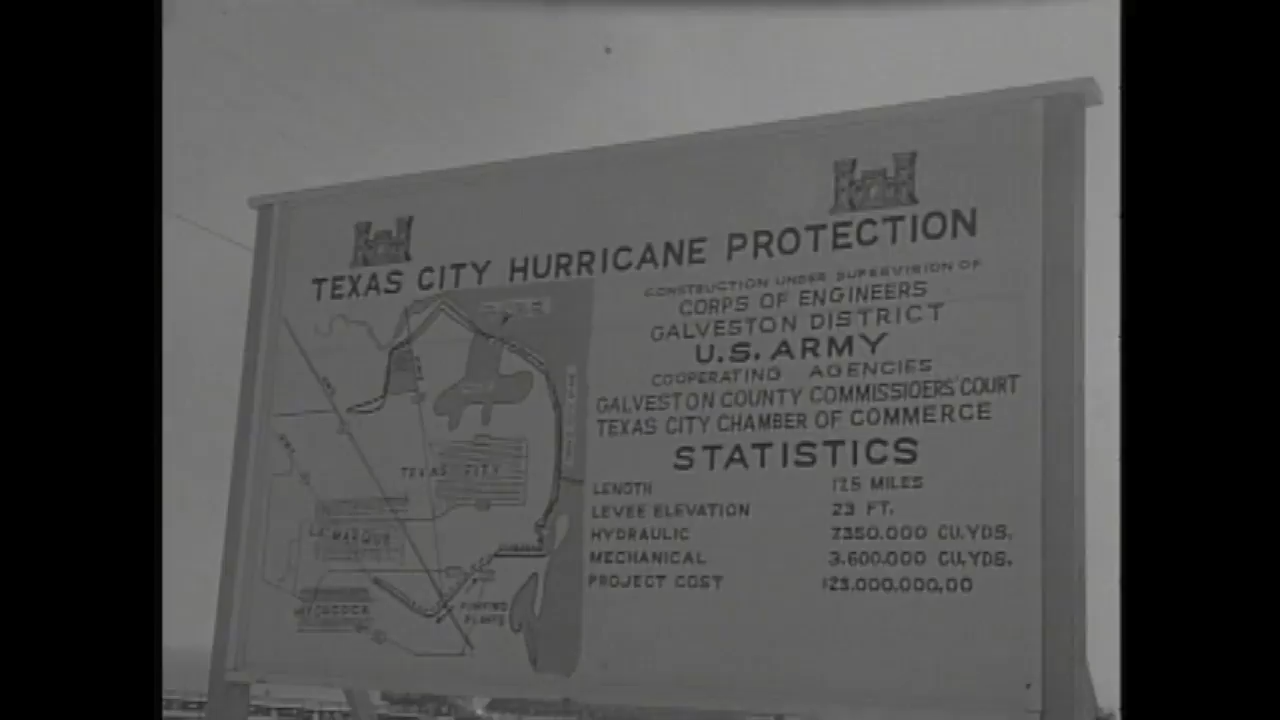 TEXAS CITY HURRICANE PROTECTION
CONSTRUCTION UNDER SUPERVISION OF
CORPS OF ENGINEERS
GALVESTON DISTRICT
U.S. ARMY
COOPERATING AGENCIES
GALVESTON COUNTY COMMISSIOERS' COURT
TEXAS CITY CHAMBER OF COMMERCE
STATISTICS
LENGTH 12.5 MILES
LEVEE ELEVATION 23 FT.
HYDRAULIC 7,350,000 CU. YDS.
MECHANICAL 3,600,000 CU. YDS.
PROJECT COST $23,000,000.00
TEXAS CITY
LA MARQUE
HITCHCOCK
PUMPING
PLANTS